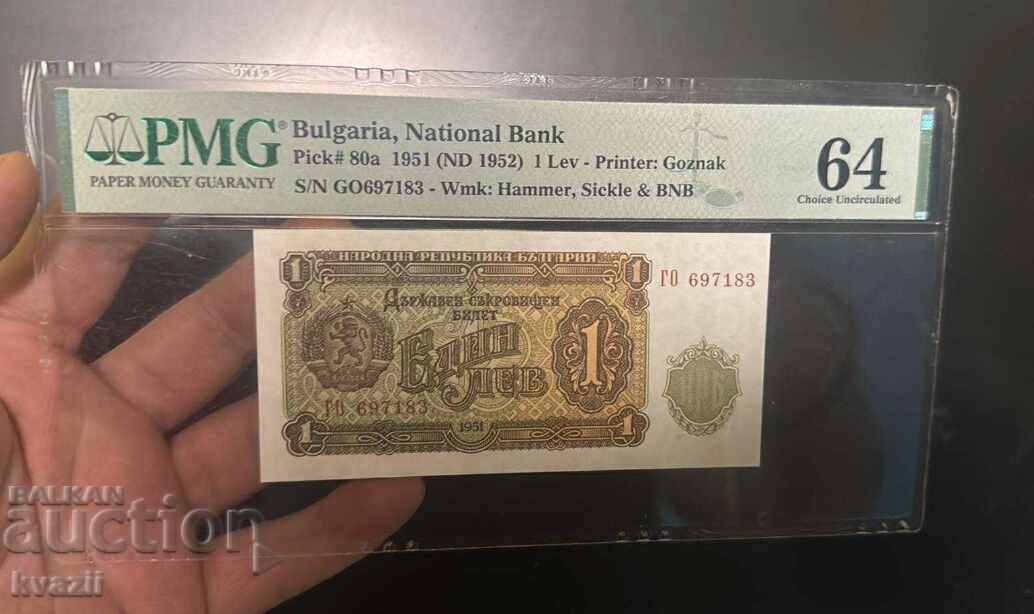 PMG®
PAPER MONEY GUARANTY
Bulgaria, National Bank
Pick# 80a 1951 (ND 1952) 1 Lev - Printer: Goznak
S/N GO697183 - Wmk: Hammer, Sickle & BNB
64
Choice Uncirculated
1 НАРОДНА РЕПУБЛИКА БЪЛГАРИЯ 1
ГО 697183
ДЪРЖАВЕН СЪКРОВИЩЕН
БИЛЕТ
ЕДИН
ЛЕВ
1
ГО 697183
1 1951 1
BALKAN
auction
kvazii